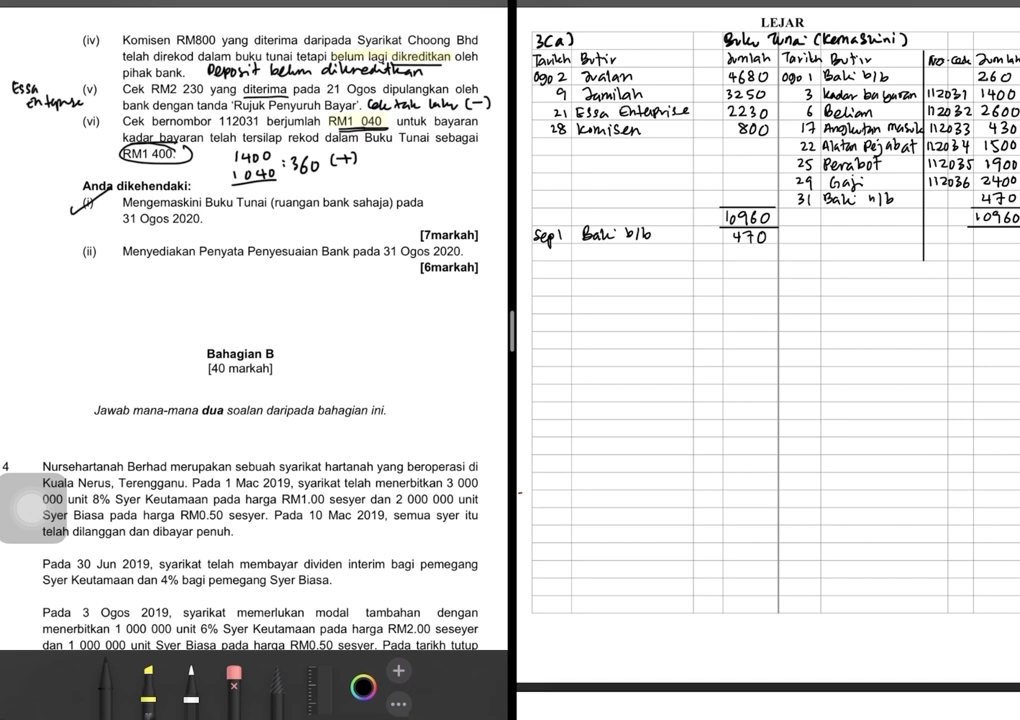 (iv) Komisen RM800 yang diterima daripada Syarikat Choong Bhd
telah direkod dalam buku tunai tetapi belum lagi dikreditkan oleh
pihak bank. Deposit belum dikreditkan
Essa Enterprise
(v) Cek RM2 230 yang diterima pada 21 Ogos dipulangkan oleh
bank dengan tanda 'Rujuk Penyuruh Bayar'. Cek tak laku (-)
(vi) Cek bernombor 112031 berjumlah RM1 040 untuk bayaran
kadar bayaran telah tersilap rekod dalam Buku Tunai sebagai
RM1 400. 1400
1040 : 360 (+)
Anda dikehendaki:
(i) Mengemaskini Buku Tunai (ruangan bank sahaja) pada
31 Ogos 2020.
[7markah]
(ii) Menyediakan Penyata Penyesuaian Bank pada 31 Ogos 2020.
[6markah]
Bahagian B
[40 markah]
Jawab mana-mana dua soalan daripada bahagian ini.
4 Nursehartanah Berhad merupakan sebuah syarikat hartanah yang beroperasi di
Kuala Nerus, Terengganu. Pada 1 Mac 2019, syarikat telah menerbitkan 3 000
000 unit 8% Syer Keutamaan pada harga RM1.00 sesyer dan 2 000 000 unit
Syer Biasa pada harga RM0.50 sesyer. Pada 10 Mac 2019, semua syer itu
telah dilanggan dan dibayar penuh.
Pada 30 Jun 2019, syarikat telah membayar dividen interim bagi pemegang
Syer Keutamaan dan 4% bagi pemegang Syer Biasa.
Pada 3 Ogos 2019, syarikat memerlukan modal tambahan dengan
menerbitkan 1 000 000 unit 6% Syer Keutamaan pada harga RM2.00 seseyer
dan 1 000 000 unit Syer Biasa pada harga RM0.50 sesyer. Pada tarikh tutup
LEJAR
3(a) Buku Tunai (Kemaskini)
Tarikh Butir Jumlah Tarikh Butir No. Cek Jumlah
Ogo 2 Jualan 4680 Ogo 1 Baki b/b 260
9 Jamilah 3250 3 Kadar bayaran 112031 1400
21 Essa Enterprise 2230 6 Belian 112032 2600
28 Komisen 800 17 Angkutan masuk 112033 430
22 Alatan Pejabat 112034 1500
25 Perabot 112035 1900
29 Gaji 112036 2400
31 Baki h/b 470
10960 10960
Sep 1 Baki b/b 470